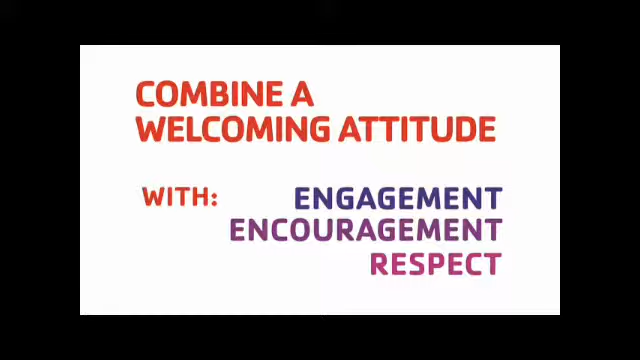 COMBINE A
WELCOMING ATTITUDE
WITH: ENGAGEMENT
ENCOURAGEMENT
RESPECT